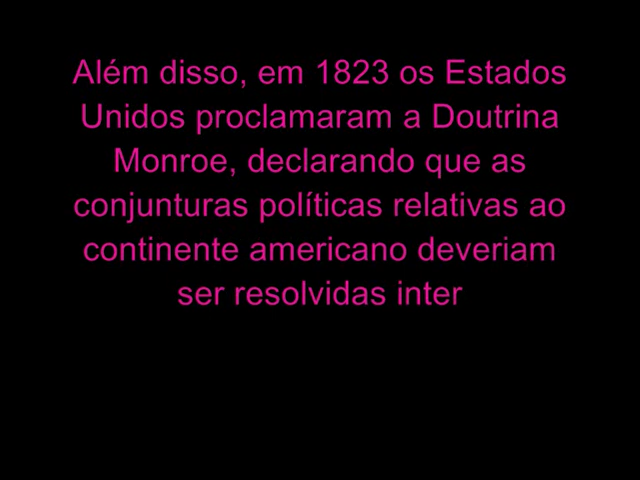 Além disso, em 1823 os Estados
Unidos proclamaram a Doutrina
Monroe, declarando que as
conjunturas políticas relativas ao
continente americano deveriam
ser resolvidas inter